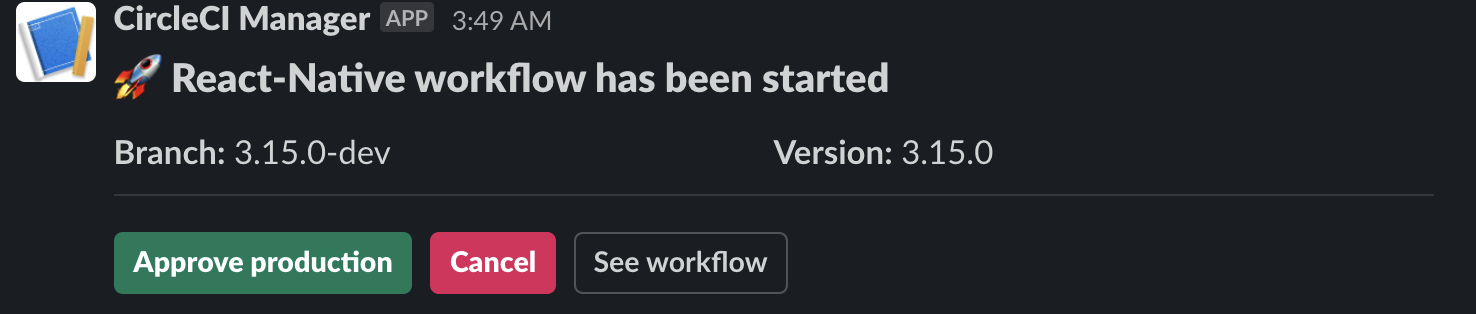 CircleCI Manager APP 3:49 AM
🚀 React-Native workflow has been started
Branch: 3.15.0-dev Version: 3.15.0
Approve production Cancel See workflow